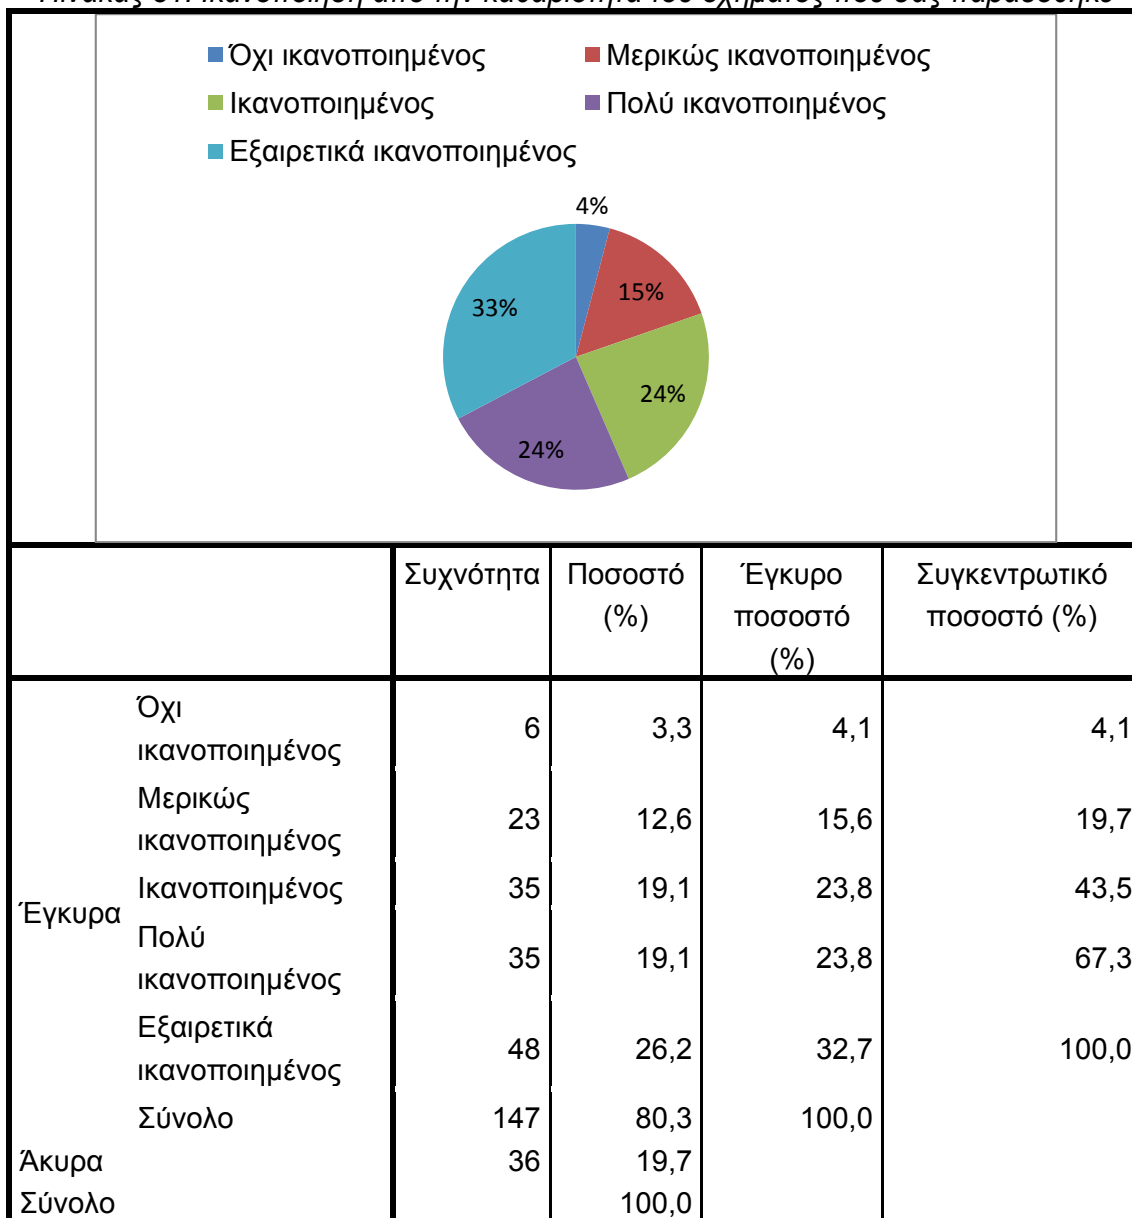 Όχι ικανοποιημένος Μερικώς ικανοποιημένος
Ικανοποιημένος Πολύ ικανοποιημένος
Εξαιρετικά ικανοποιημένος
4%
15%
33%
24%
24%
Συχνότητα Ποσοστό (%) Έγκυρο ποσοστό (%) Συγκεντρωτικό ποσοστό (%)
Έγκυρα
Όχι ικανοποιημένος 6 3,3 4,1 4,1
Μερικώς ικανοποιημένος 23 12,6 15,6 19,7
Ικανοποιημένος 35 19,1 23,8 43,5
Πολύ ικανοποιημένος 35 19,1 23,8 67,3
Εξαιρετικά ικανοποιημένος 48 26,2 32,7 100,0
Σύνολο 147 80,3 100,0
Άκυρα 36 19,7
Σύνολο 100,0